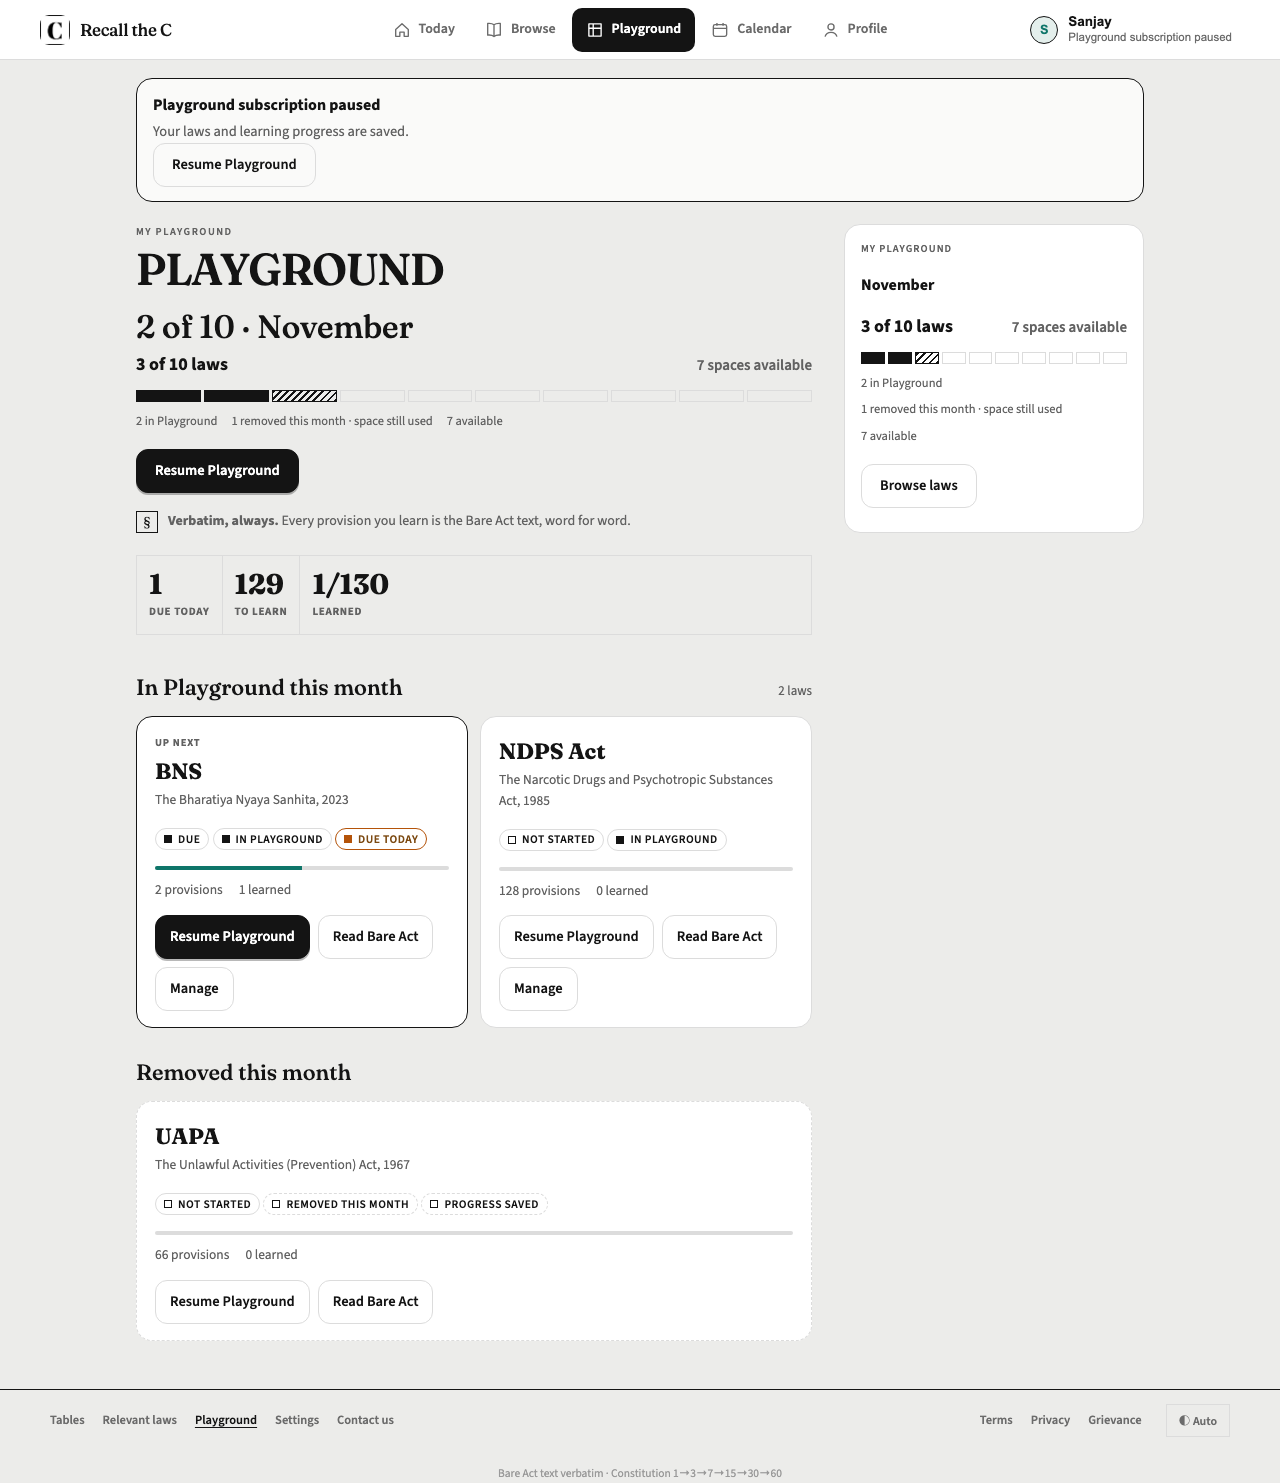 C Recall the C
Today
Browse
Playground
Calendar
Profile
S
Sanjay
Playground subscription paused
Playground subscription paused
Your laws and learning progress are saved.
Resume Playground
MY PLAYGROUND
PLAYGROUND
2 of 10 · November
3 of 10 laws
7 spaces available
2 in Playground 1 removed this month · space still used 7 available
Resume Playground
§ Verbatim, always. Every provision you learn is the Bare Act text, word for word.
1
DUE TODAY
129
TO LEARN
1/130
LEARNED
MY PLAYGROUND
November
3 of 10 laws
7 spaces available
2 in Playground
1 removed this month · space still used
7 available
Browse laws
In Playground this month
2 laws
UP NEXT
BNS
The Bharatiya Nyaya Sanhita, 2023
DUE
IN PLAYGROUND
DUE TODAY
2 provisions 1 learned
Resume Playground
Read Bare Act
Manage
NDPS Act
The Narcotic Drugs and Psychotropic Substances
Act, 1985
NOT STARTED
IN PLAYGROUND
128 provisions 0 learned
Resume Playground
Read Bare Act
Manage
Removed this month
UAPA
The Unlawful Activities (Prevention) Act, 1967
NOT STARTED
REMOVED THIS MONTH
PROGRESS SAVED
66 provisions 0 learned
Resume Playground
Read Bare Act
Tables
Relevant laws
Playground
Settings
Contact us
Terms
Privacy
Grievance
Auto
Bare Act text verbatim · Constitution 1→3→7→15→30→60